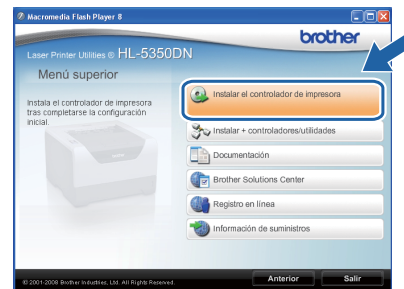 Macromedia Flash Player 8
brother
Laser Printer Utilities ® HL-5350DN
Menú superior
Instala el controlador de impresora
tras completarse la configuración
inicial.
Instalar el controlador de impresora
Instalar + controladores/utilidades
Documentación
Brother Solutions Center
Registro en línea
Información de suministros
© 2001-2008 Brother Industries, Ltd. All Rights Reserved.
Anterior
Salir